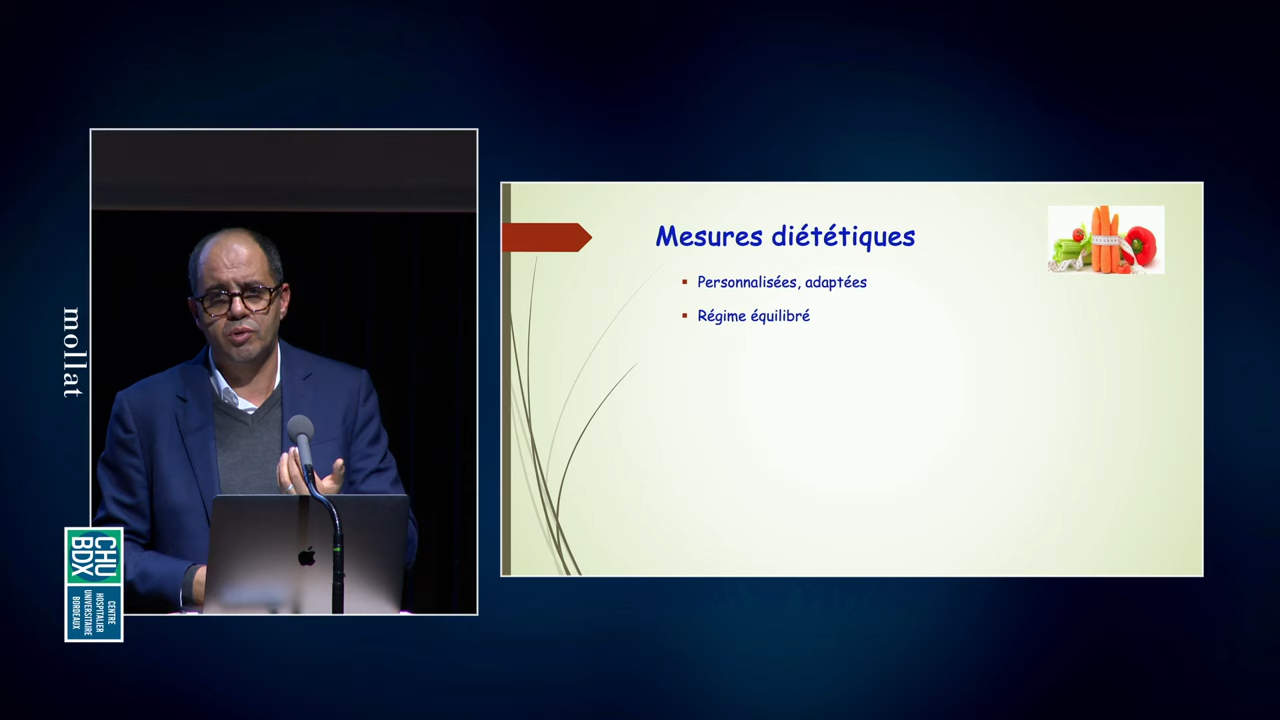 mollat
CHU
BDX
CENTRE
HOSPITALIER
UNIVERSITAIRE
BORDEAUX
Mesures diététiques
Personnalisées, adaptées
Régime équilibré